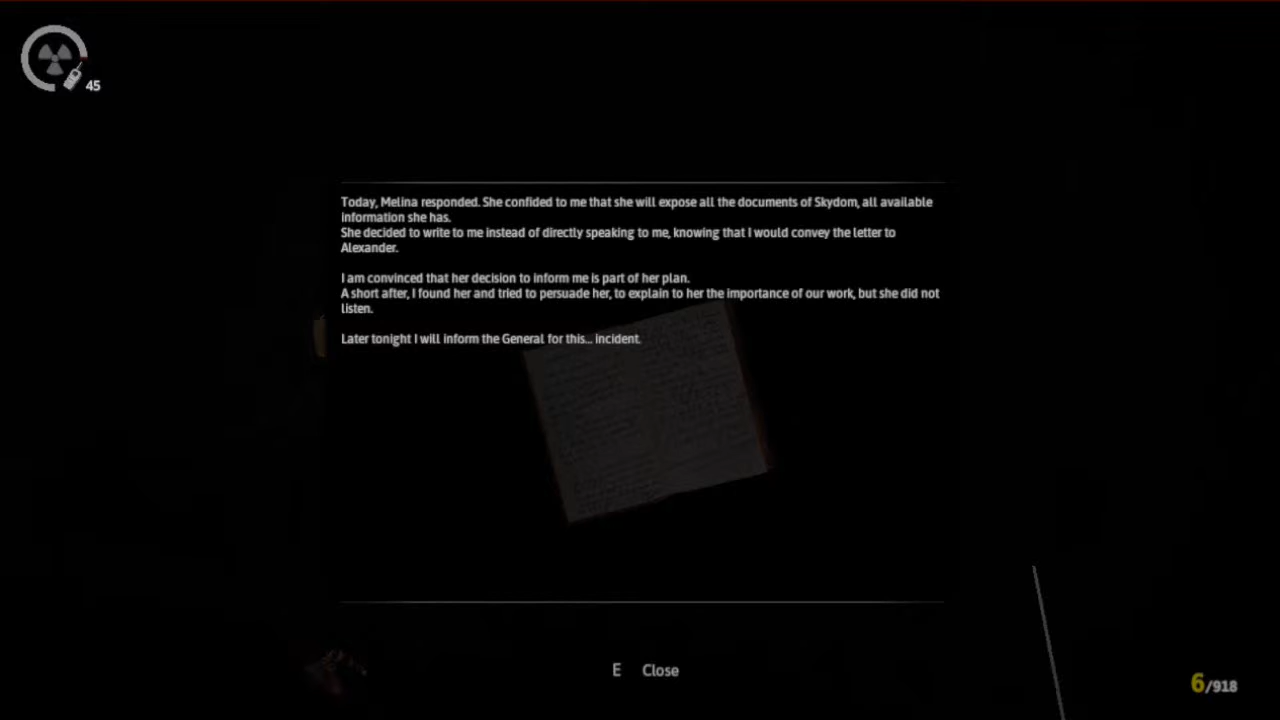 45
Today, Melina responded. She confided to me that she will expose all the documents of Skydom, all available
information she has.
She decided to write to me instead of directly speaking to me, knowing that I would convey the letter to
Alexander.
I am convinced that her decision to inform me is part of her plan.
A short after, I found her and tried to persuade her, to explain to her the importance of our work, but she did not
listen.
Later tonight I will inform the General for this... incident.
E Close
6/918